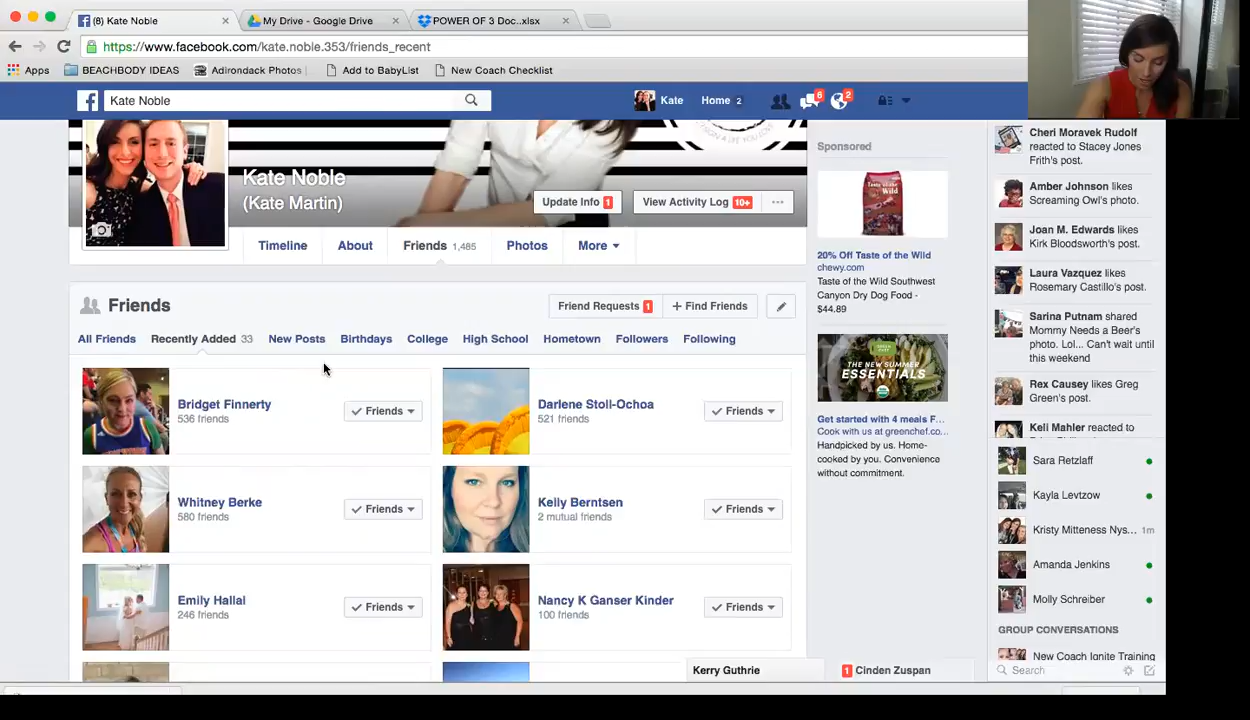 (8) Kate Noble
My Drive - Google Drive
POWER OF 3 Doc..xlsx
https://www.facebook.com/kate.noble.353/friends_recent
Apps
BEACHBODY IDEAS
Adirondack Photos
Add to BabyList
New Coach Checklist
Kate Noble
Kate
Home 2
6
2
Kate Noble
(Kate Martin)
Update Info 1
View Activity Log 10+
Timeline
About
Friends 1,485
Photos
More
Friends
Friend Requests 1
+ Find Friends
All Friends
Recently Added 33
New Posts
Birthdays
College
High School
Hometown
Followers
Following
Bridget Finnerty
536 friends
Friends
Darlene Stoll-Ochoa
521 friends
Friends
Whitney Berke
580 friends
Friends
Kelly Berntsen
2 mutual friends
Friends
Emily Hallal
246 friends
Friends
Nancy K Ganser Kinder
100 friends
Friends
Sponsored
20% Off Taste of the Wild
chewy.com
Taste of the Wild Southwest
Canyon Dry Dog Food -
$44.89
THE NEW SUMMER
ESSENTIALS
Get started with 4 meals F...
Cook with us at greenchef.co...
Handpicked by us. Home-
cooked by you. Convenience
without commitment.
Cheri Moravek Rudolf
reacted to Stacey Jones
Frith's post.
Amber Johnson likes
Screaming Owl's photo.
Joan M. Edwards likes
Kirk Bloodsworth's post.
Laura Vazquez likes
Rosemary Castillo's post.
Sarina Putnam shared
Mommy Needs a Beer's
photo. Lol... Can't wait until
this weekend
Rex Causey likes Greg
Green's post.
Keli Mahler reacted to
Sara Retzlaff
Kayla Levtzow
Kristy Mitteness Nys... 1m
Amanda Jenkins
Molly Schreiber
GROUP CONVERSATIONS
New Coach Ignite Training
Search
Kerry Guthrie
1 Cinden Zuspan